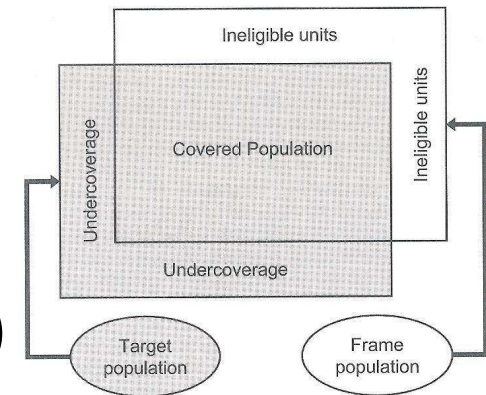 Ineligible units
Undercoverage
Covered Population
Ineligible units
Undercoverage
Target
population
Frame
population